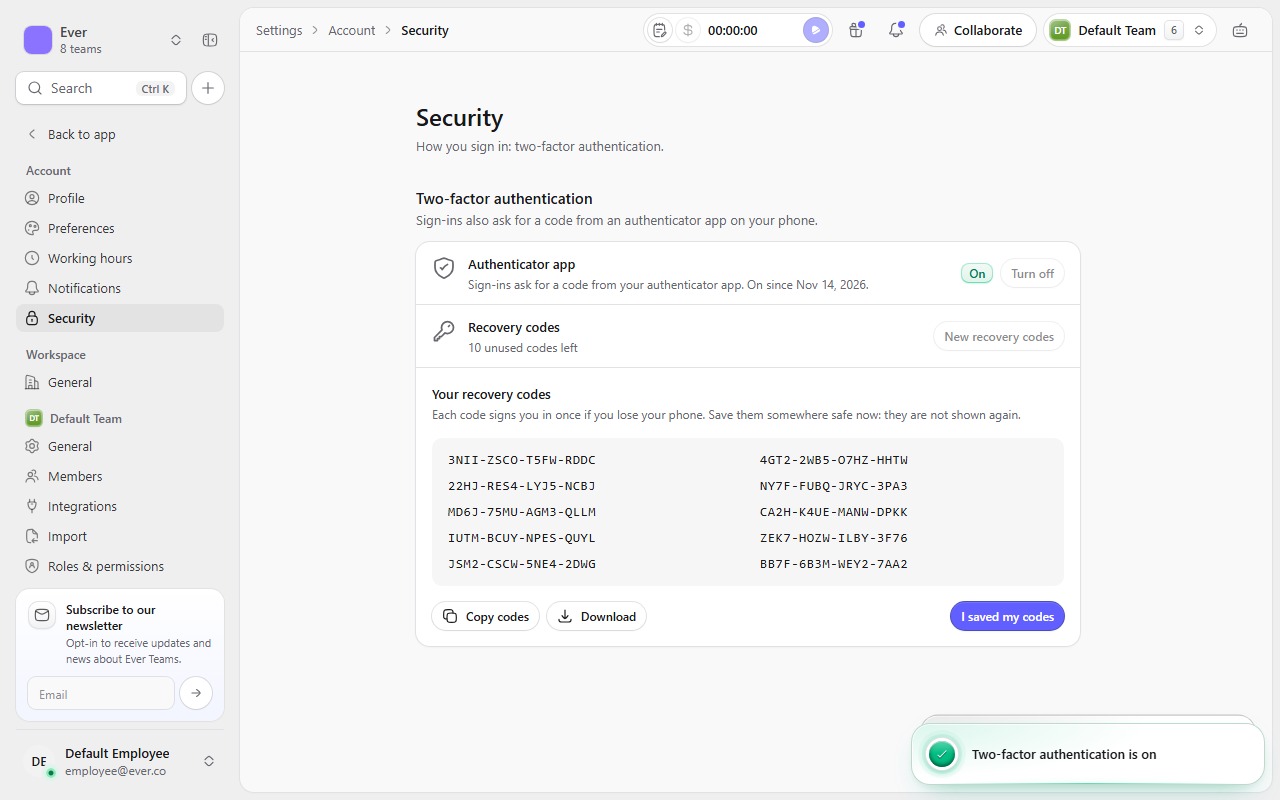 Ever
8 teams
Search
Ctrl K
Back to app
Account
Profile
Preferences
Working hours
Notifications
Security
Workspace
General
DT
Default Team
General
Members
Integrations
Import
Roles & permissions
Subscribe to our
newsletter
Opt-in to receive updates and
news about Ever Teams.
Email
DE
Default Employee
employee@ever.co
Settings
Account
Security
00:00:00
Collaborate
DT
Default Team
6
Security
How you sign in: two-factor authentication.
Two-factor authentication
Sign-ins also ask for a code from an authenticator app on your phone.
Authenticator app
Sign-ins ask for a code from your authenticator app. On since Nov 14, 2026.
On
Turn off
Recovery codes
10 unused codes left
New recovery codes
Your recovery codes
Each code signs you in once if you lose your phone. Save them somewhere safe now: they are not shown again.
3NII-ZSCO-T5FW-RDDC
4GT2-2WB5-O7HZ-HHTW
22HJ-RES4-LYJ5-NCBJ
NY7F-FUBQ-JRYC-3PA3
MD6J-75MU-AGM3-QLLM
CA2H-K4UE-MANW-DPKK
IUTM-BCUY-NPES-QUYL
ZEK7-HOZW-ILBY-3F76
JSM2-CSCW-5NE4-2DWG
BB7F-6B3M-WEY2-7AA2
Copy codes
Download
I saved my codes
Two-factor authentication is on